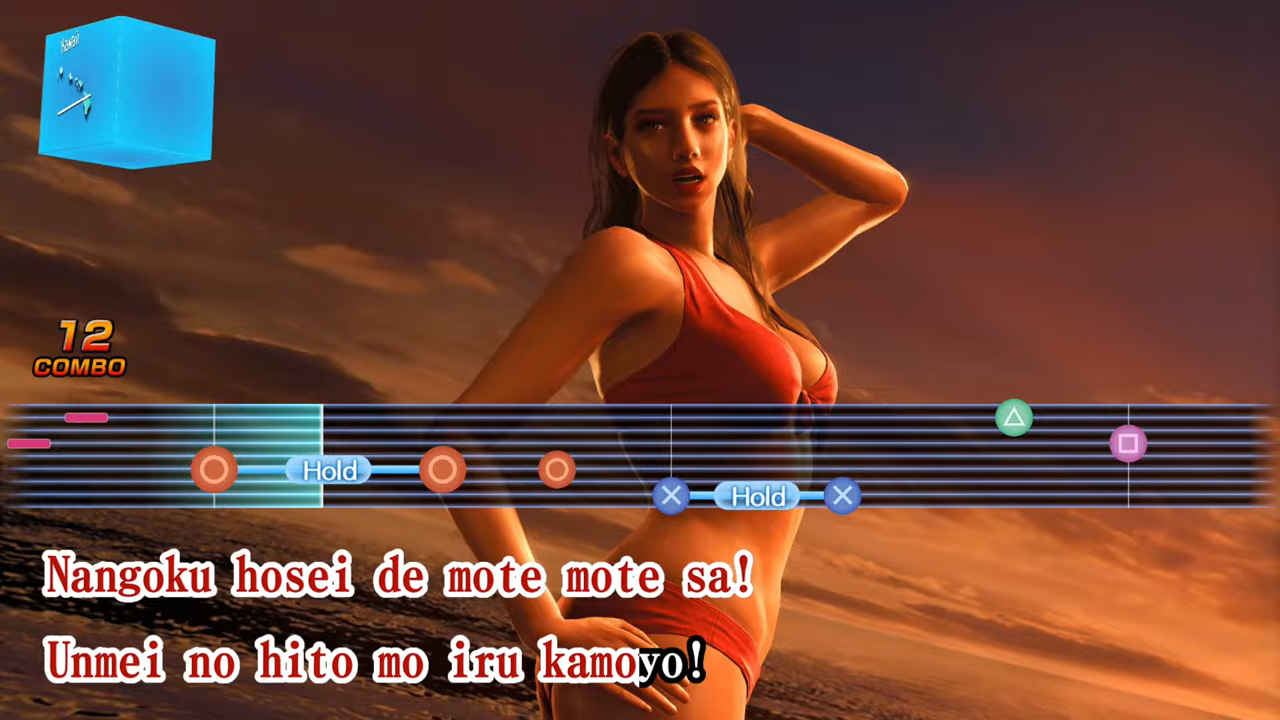 Hawaii
12
COMBO
Hold
Hold
Nangoku hosei de mote mote sa!
Unmei no hito mo iru kamoyo!